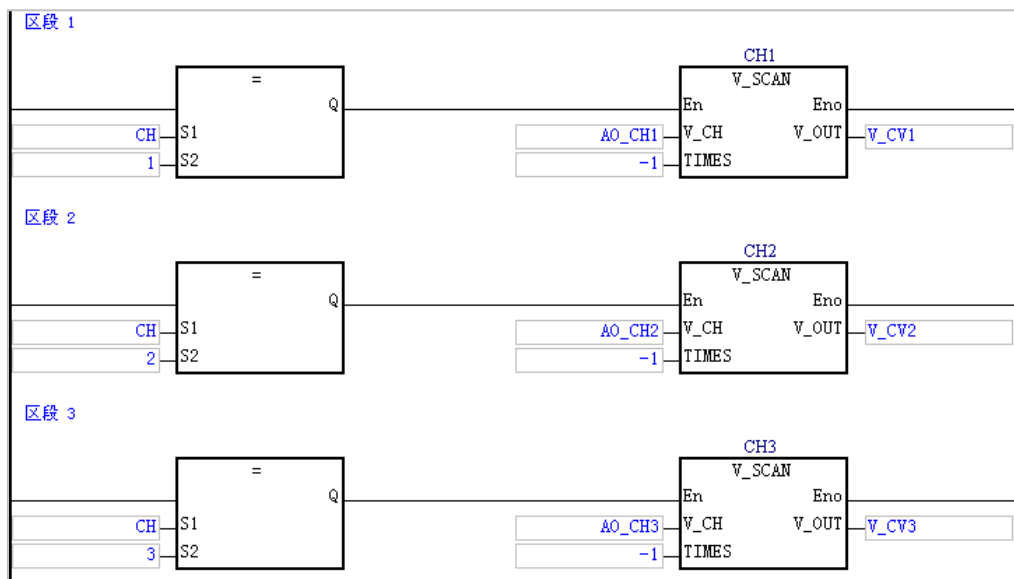 区段 1
CH1
= V_SCAN
Q En Eno
CH S1 AO_CH1 V_CH V_OUT V_CV1
1 S2 -1 TIMES
区段 2
CH2
= V_SCAN
Q En Eno
CH S1 AO_CH2 V_CH V_OUT V_CV2
2 S2 -1 TIMES
区段 3
CH3
= V_SCAN
Q En Eno
CH S1 AO_CH3 V_CH V_OUT V_CV3
3 S2 -1 TIMES